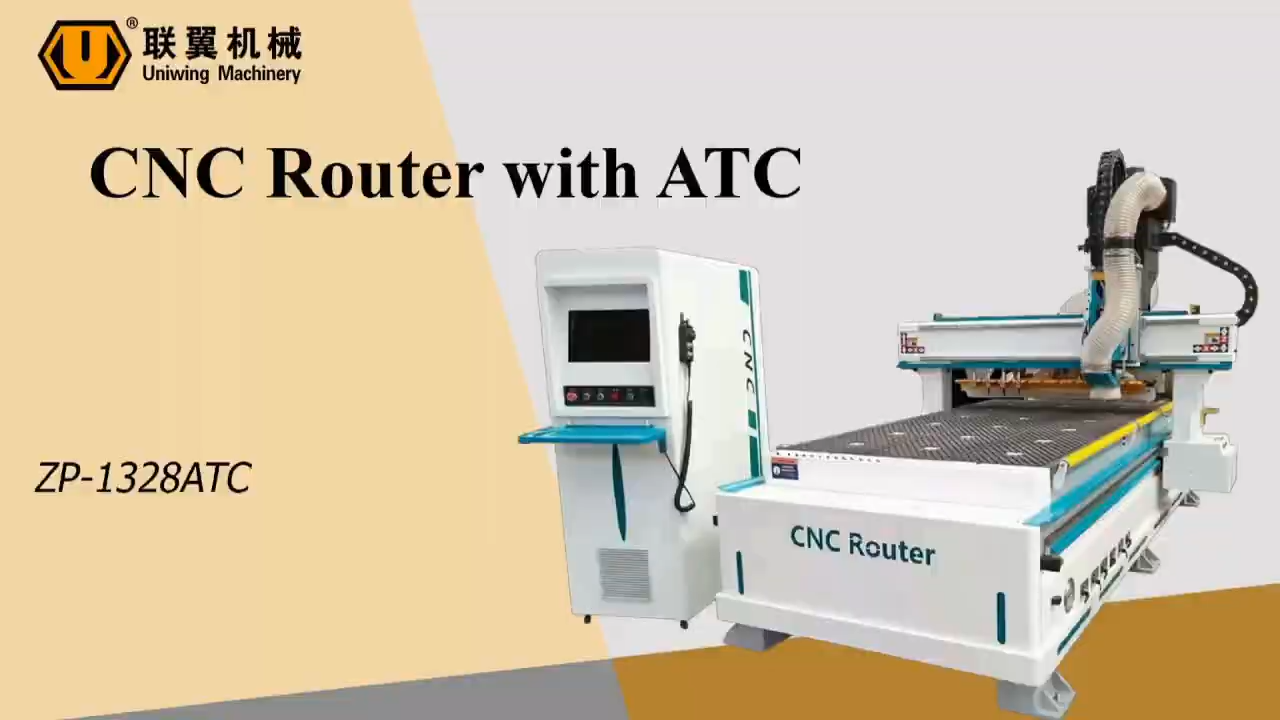 联翼机械
®
Uniwing Machinery
CNC Router with ATC
CNC
ZP-1328ATC
CNC Router